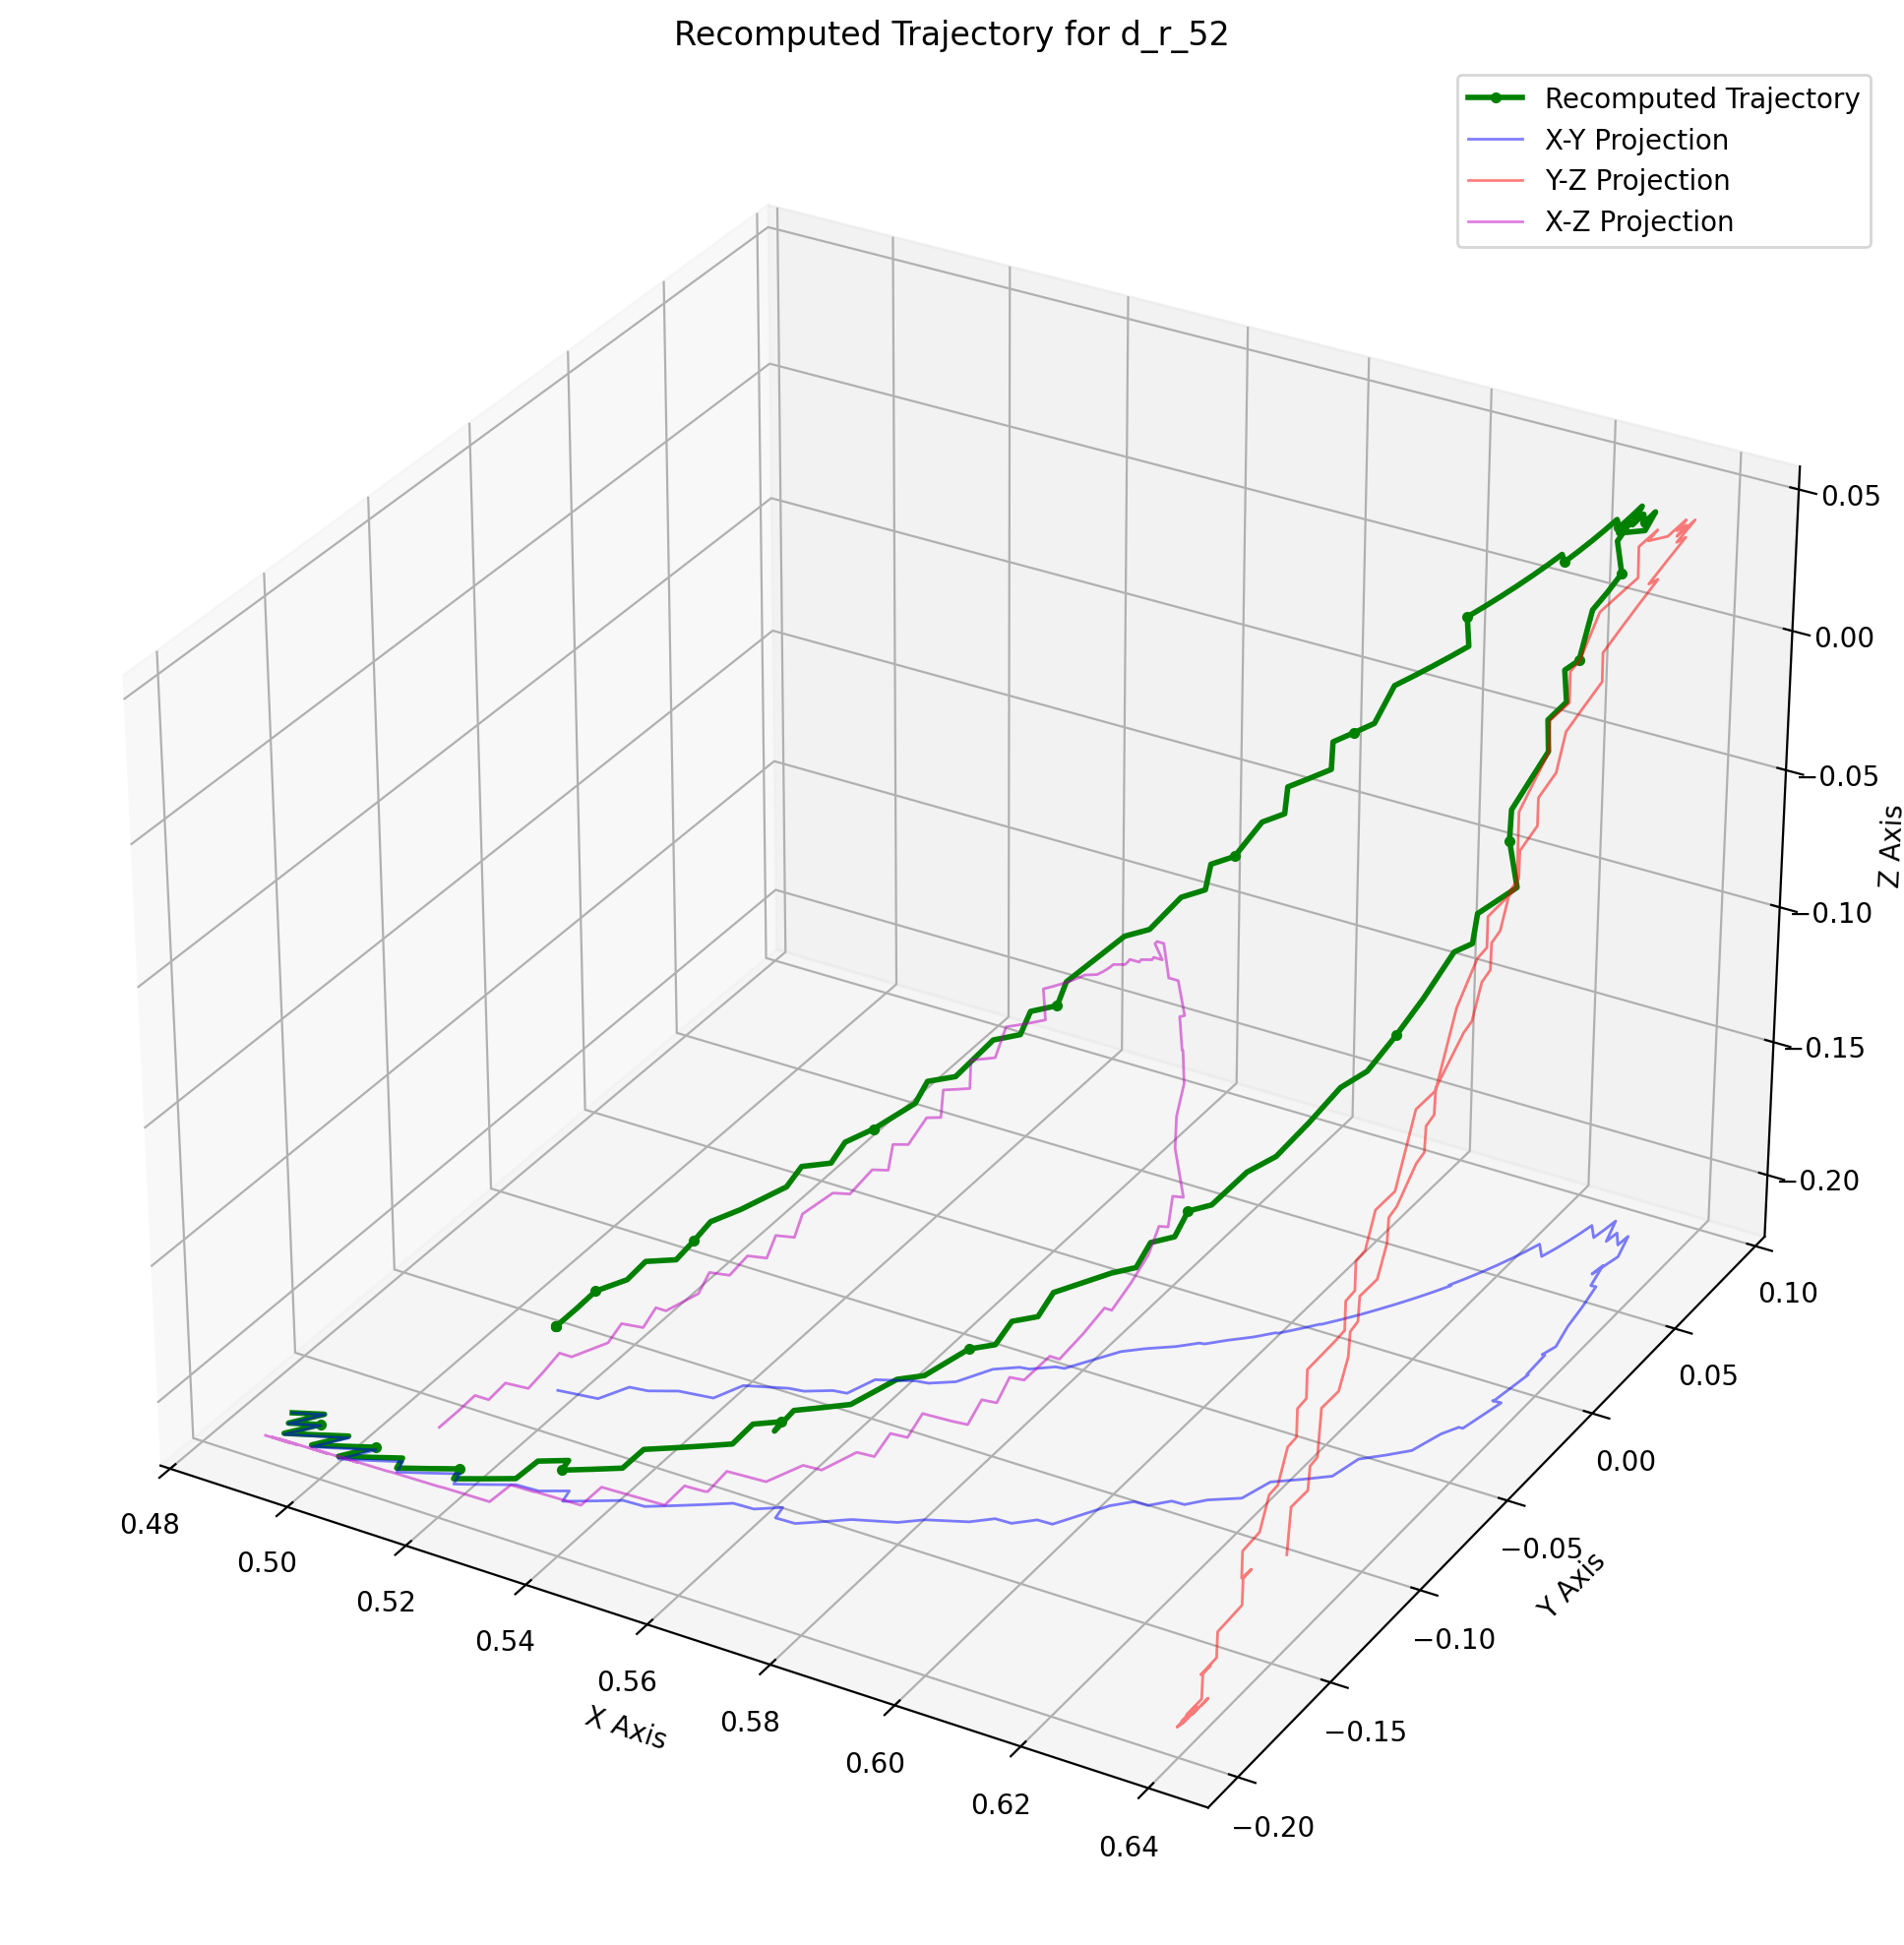 Recomputed Trajectory for d_r_52
Recomputed Trajectory
X-Y Projection
Y-Z Projection
X-Z Projection
0.05
0.00
−0.05
−0.10
−0.15
−0.20
Z Axis
0.10
0.05
0.00
−0.05
−0.10
−0.15
−0.20
Y Axis
0.48
0.50
0.52
0.54
0.56
0.58
0.60
0.62
0.64
X Axis